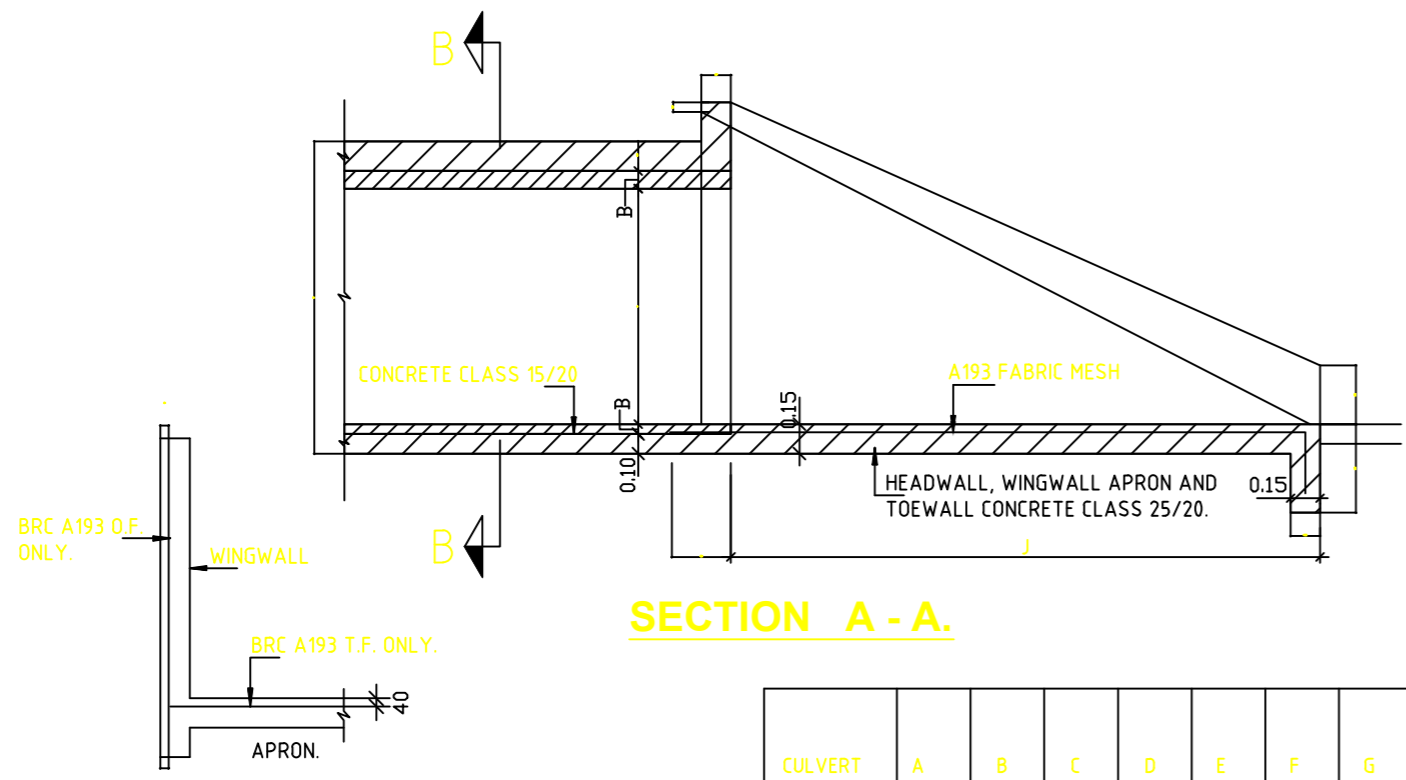 B
B
CONCRETE CLASS 15/20
B
0.15
A193 FABRIC MESH
0.10
HEADWALL, WINGWALL APRON AND
TOEWALL CONCRETE CLASS 25/20.
0.15
B
J
SECTION A - A.
BRC A193 O.F.
ONLY.
WINGWALL
BRC A193 T.F. ONLY.
40
APRON.
CULVERT A B C D E F G